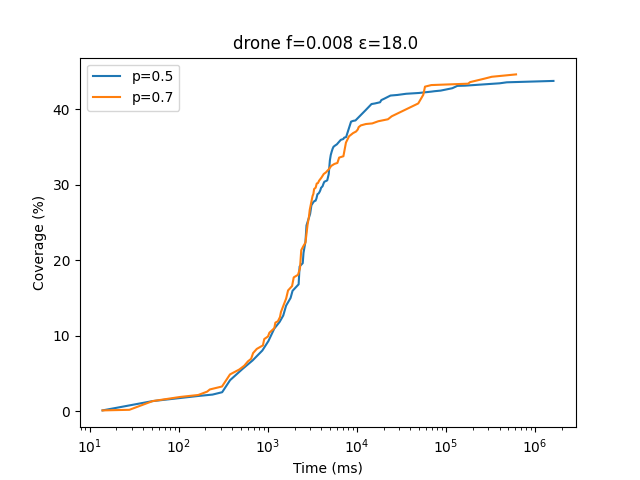 drone f=0.008 ε=18.0
p=0.5
p=0.7
Coverage (%)
40
30
20
10
0
10¹ 10² 10³ 10⁴ 10⁵ 10⁶
Time (ms)